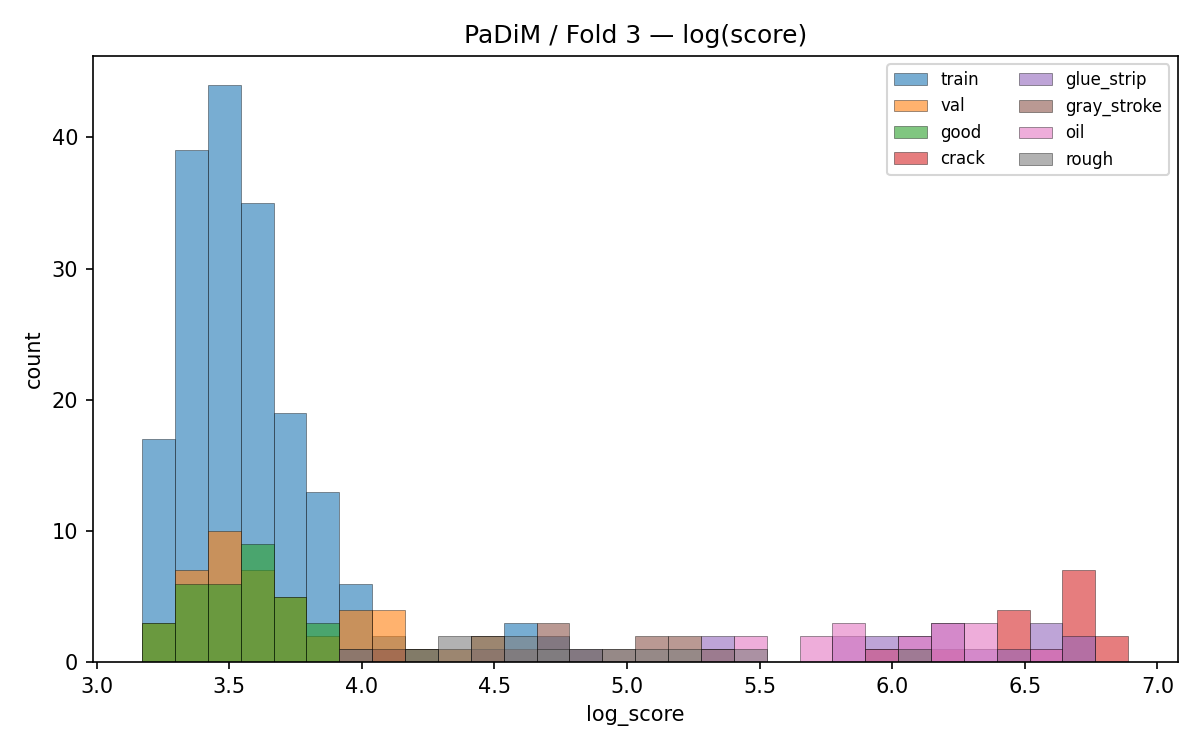 PaDiM / Fold 3 — log(score)
train
val
good
crack
glue_strip
gray_stroke
oil
rough
count
40
30
20
10
0
3.0 3.5 4.0 4.5 5.0 5.5 6.0 6.5 7.0
log_score